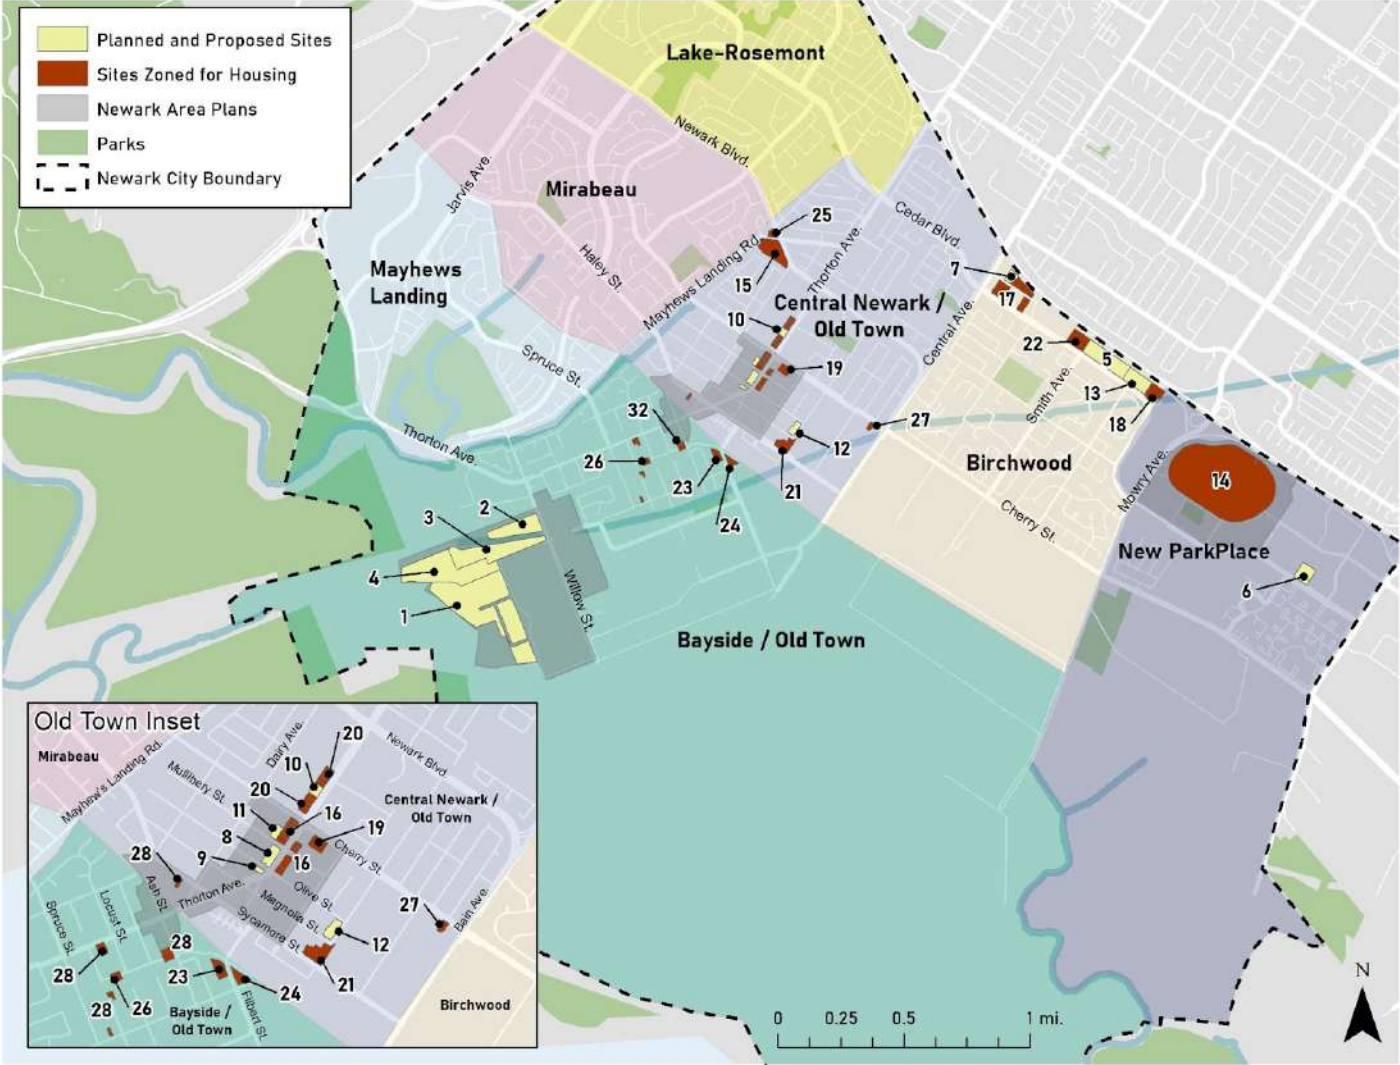 Planned and Proposed Sites
Sites Zoned for Housing
Newark Area Plans
Parks
Newark City Boundary
Lake-Rosemont
Newark Blvd.
Mirabeau
Jarvis Ave.
Haley St.
Mayhews
Landing
Mayhews Landing Rd.
25
15
Thorton Ave.
Cedar Blvd.
Central Newark /
Old Town
10
7
17
Central Ave.
22
5
13
18
Smith Ave.
Spruce St.
19
32
Thorton Ave.
26
23
24
12
21
27
Birchwood
Cherry St.
Mowry Ave.
14
New ParkPlace
6
2
3
4
1
Willow St.
Bayside / Old Town
Old Town Inset
Mirabeau
Mayhew's Landing Rd.
Mullibery St.
Dairy Ave.
Newark Blvd.
20
10
20
Central Newark /
Old Town
11
16
8
19
9
16
Cherry St.
28
Ash St.
Thorton Ave.
Olive St.
Magnolia St.
Sycamore St.
27
Bain Ave.
12
Locust St.
Spruce St.
28
28
23
24
21
28
26
Bayside /
Old Town
Filbert St.
Birchwood
0 0.25 0.5 1 mi.
N